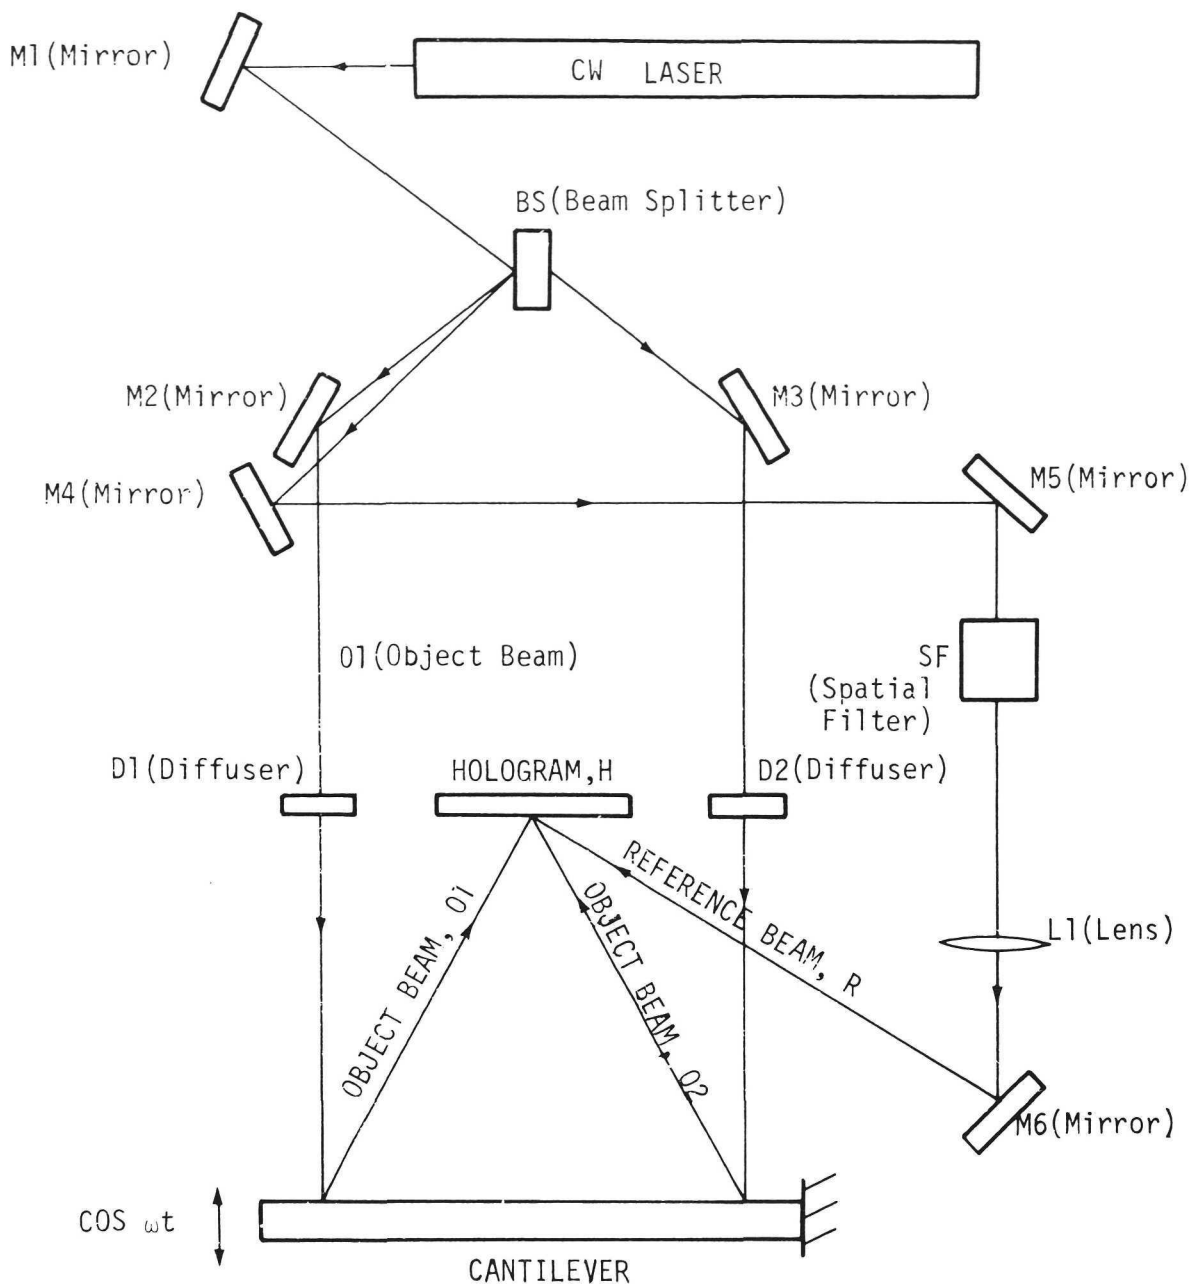 M1(Mirror)
CW LASER
BS(Beam Splitter)
M2(Mirror)
M3(Mirror)
M4(Mirror)
M5(Mirror)
O1(Object Beam)
SF
(Spatial
Filter)
D1(Diffuser)
HOLOGRAM,H
D2(Diffuser)
REFERENCE BEAM, R
OBJECT BEAM, O1
OBJECT BEAM, O2
L1(Lens)
M6(Mirror)
COS ωt
CANTILEVER